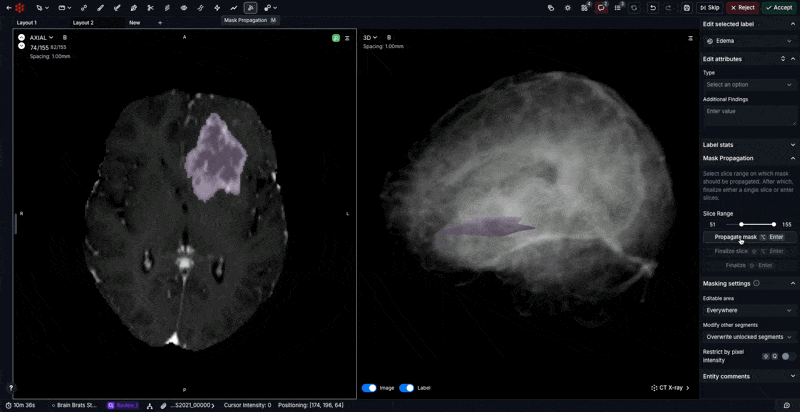 Skip
Reject
Accept
Layout 1
Layout 2
New
Mask Propagation M
AXIAL
B
A
74/155 82/155
Spacing: 1.00mm
R
L
P
3D
B
Spacing: 1.00mm
Image
Label
CT X-ray
Edit selected label
Edema
Edit attributes
Type
Select an option
Additional Findings
Enter value
Label stats
Mask Propagation
Select slice range on which mask
should be propagated. After which,
finalize either a single slice or enter
slices.
Slice Range
51
155
Propagate mask Enter
Finalize slice Enter
Finalize Enter
Masking settings
Editable area
Everywhere
Modify other segments
Overwrite unlocked segments
Restrict by pixel
intensity
Entity comments
10m 36s
Brain Brats St...
Review_1
...S2021_00000
Cursor Intensity: 0
Positioning: [174, 196, 64]